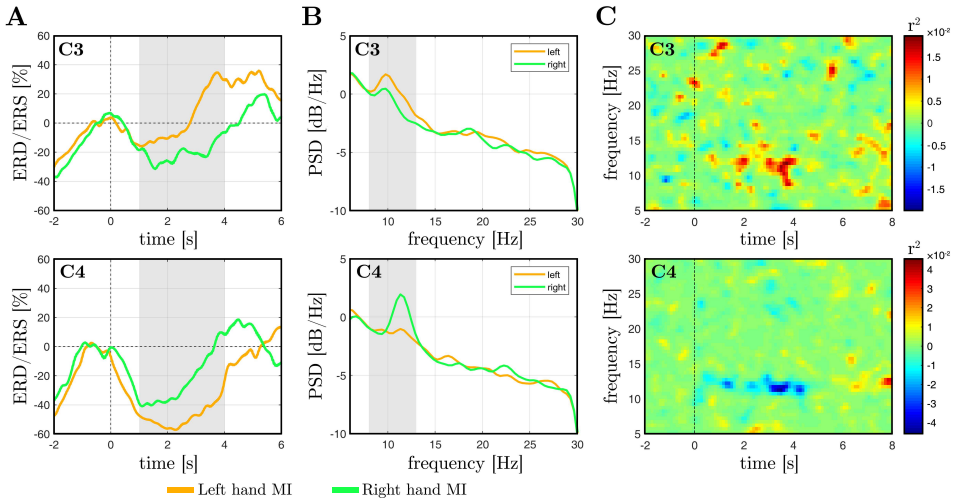 A B C
C3
ERD/ERS [%]
60
40
20
0
-20
-40
-60
-2 0 2 4 6
time [s]
C3
left
right
PSD [dB/Hz]
5
0
-5
-10
10 15 20 25 30
frequency [Hz]
C3
frequency [Hz]
30
25
20
15
10
5
-2 0 2 4 6 8
time [s]
r² ×10⁻²
1.5
1
0.5
0
-0.5
-1
-1.5
C4
ERD/ERS [%]
60
40
20
0
-20
-40
-60
-2 0 2 4 6
time [s]
C4
left
right
PSD [dB/Hz]
5
0
-5
-10
10 15 20 25 30
frequency [Hz]
C4
frequency [Hz]
30
25
20
15
10
5
-2 0 2 4 6 8
time [s]
r² ×10⁻²
4
3
2
1
0
-1
-2
-3
-4
Left hand MI Right hand MI